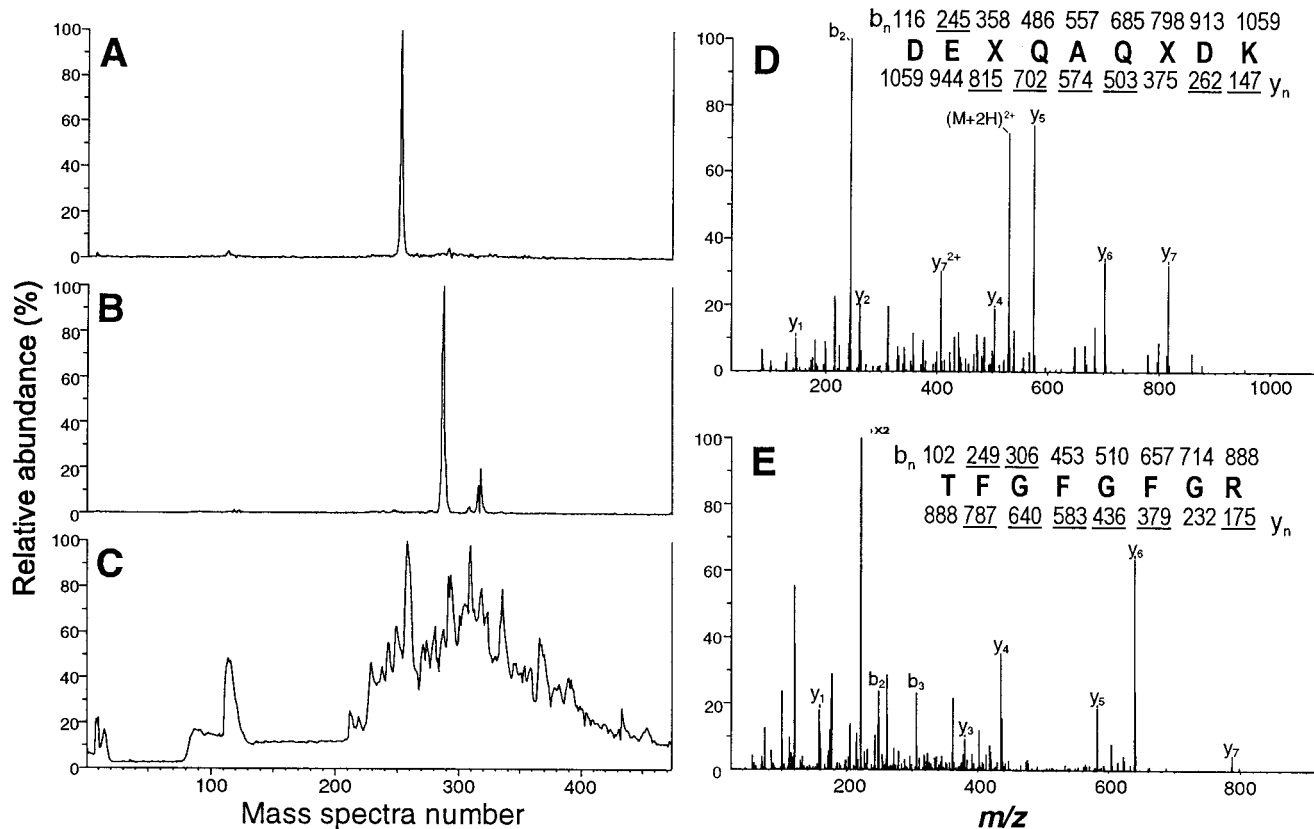 A
100
80
60
40
20
0
B
100
80
60
40
20
0
C
100
80
60
40
20
0
100 200 300 400
Relative abundance (%)
Mass spectra number
D
bₙ 116 245 358 486 557 685 798 913 1059
D E X Q A Q X D K
1059 944 815 702 574 503 375 262 147 yₙ
100
80
60
40
20
0
b₂
(M+2H)²⁺
y₅
y₇²⁺
y₂
y₄
y₆
y₇
y₁
200 400 600 800 1000
E
bₙ 102 249 306 453 510 657 714 888
T F G F G F G R
888 787 640 583 436 379 232 175 yₙ
100
80
60
40
20
0
X2
y₆
y₄
b₂
b₃
y₁
y₅
y₃
y₇
200 400 600 800
m/z